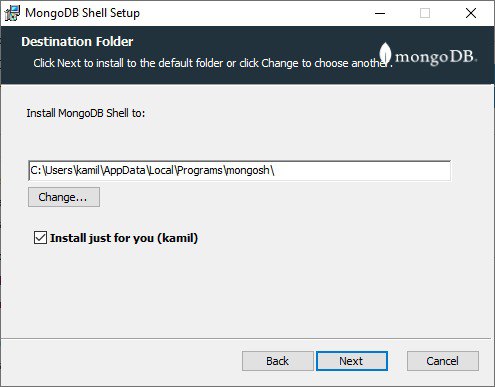 MongoDB Shell Setup
Destination Folder
Click Next to install to the default folder or click Change to choose another.
mongoDB®
Install MongoDB Shell to:
C:\Users\kamil\AppData\Local\Programs\mongosh\
Change...
Install just for you (kamil)
Back
Next
Cancel